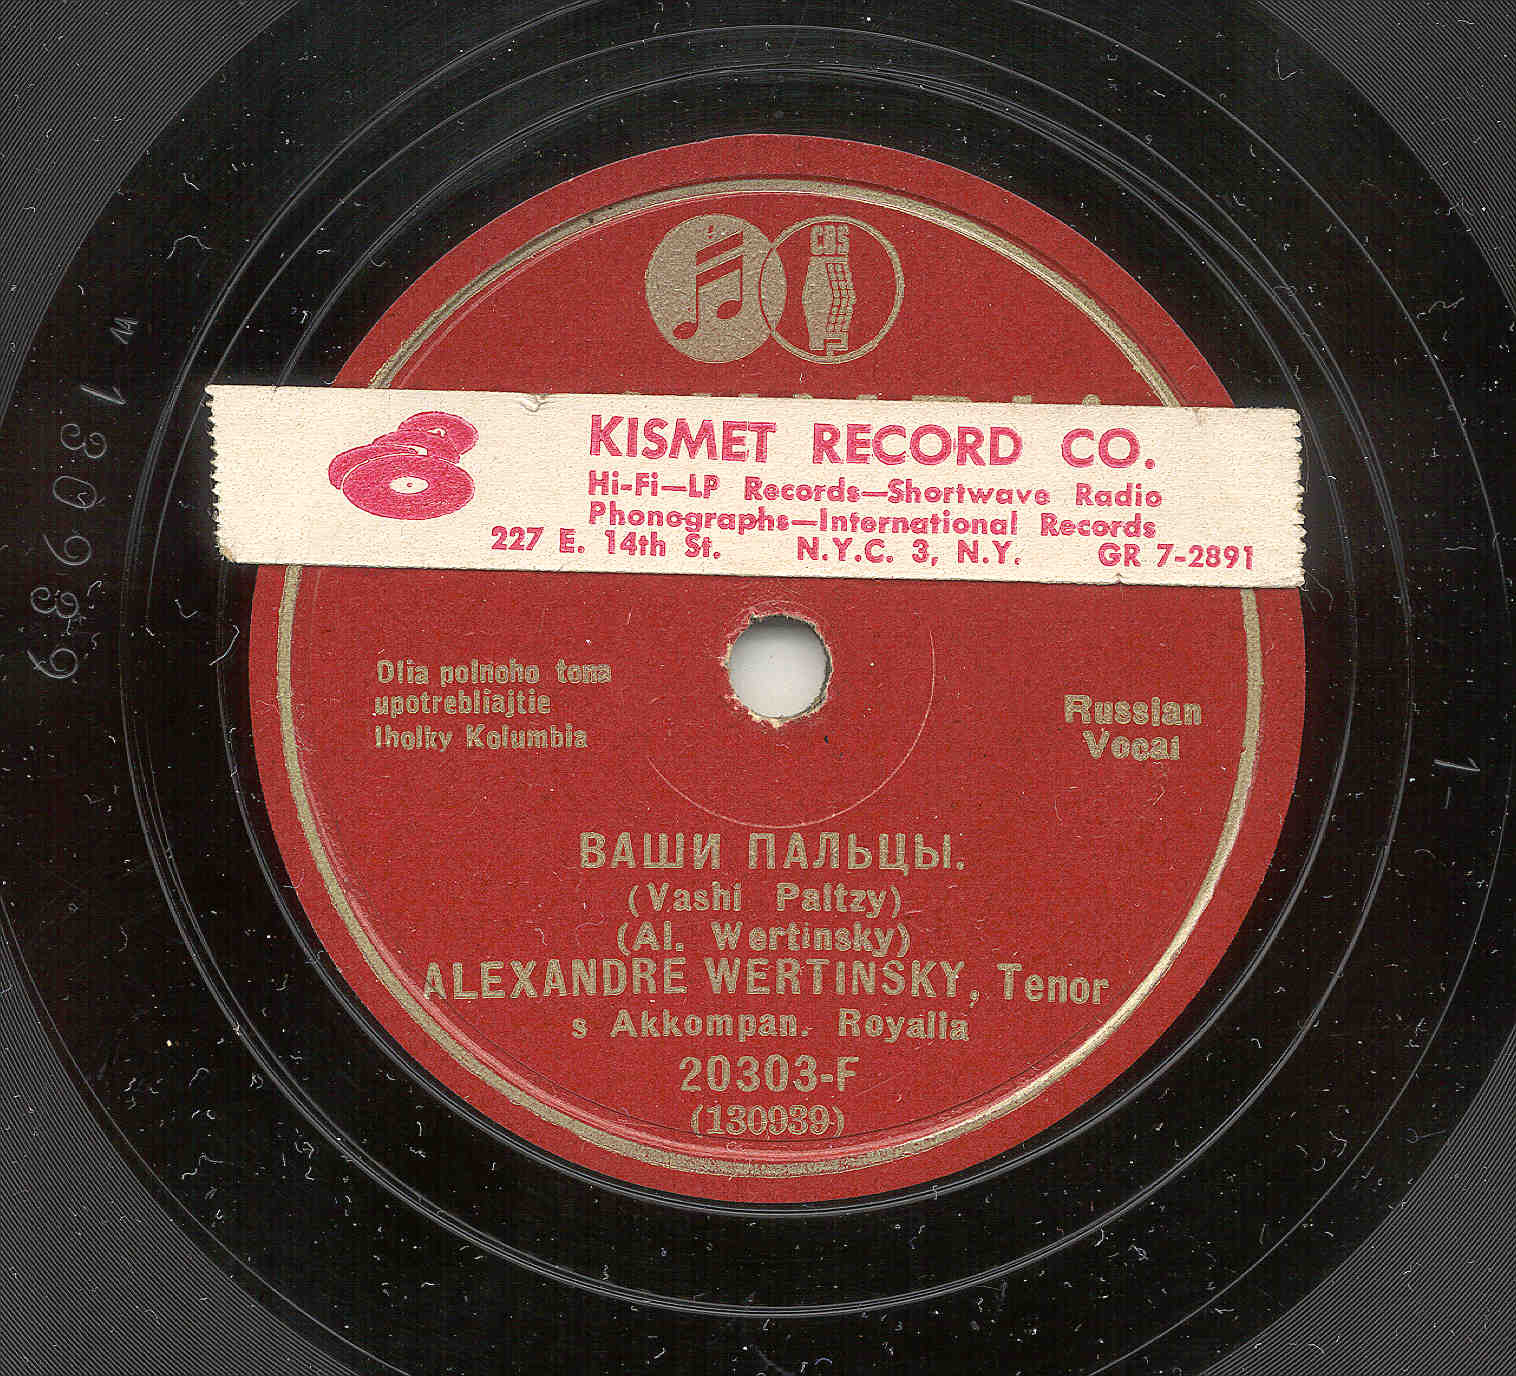 CBS
KISMET RECORD CO.
Hi-Fi—LP Records—Shortwave Radio
Phonographs—International Records
227 E. 14th St. N.Y.C. 3, N.Y. GR 7-2891
Dlia polnoho tona
upotrebliajtie
Iholky Kolumbia
Russian
Vocal
ВАШИ ПАЛЬЦЫ.
(Vashi Paltzy)
(Al. Wertinsky)
ALEXANDRE WERTINSKY, Tenor
s Akkompan. Royalia
20303-F
(130939)
W 130939
1-